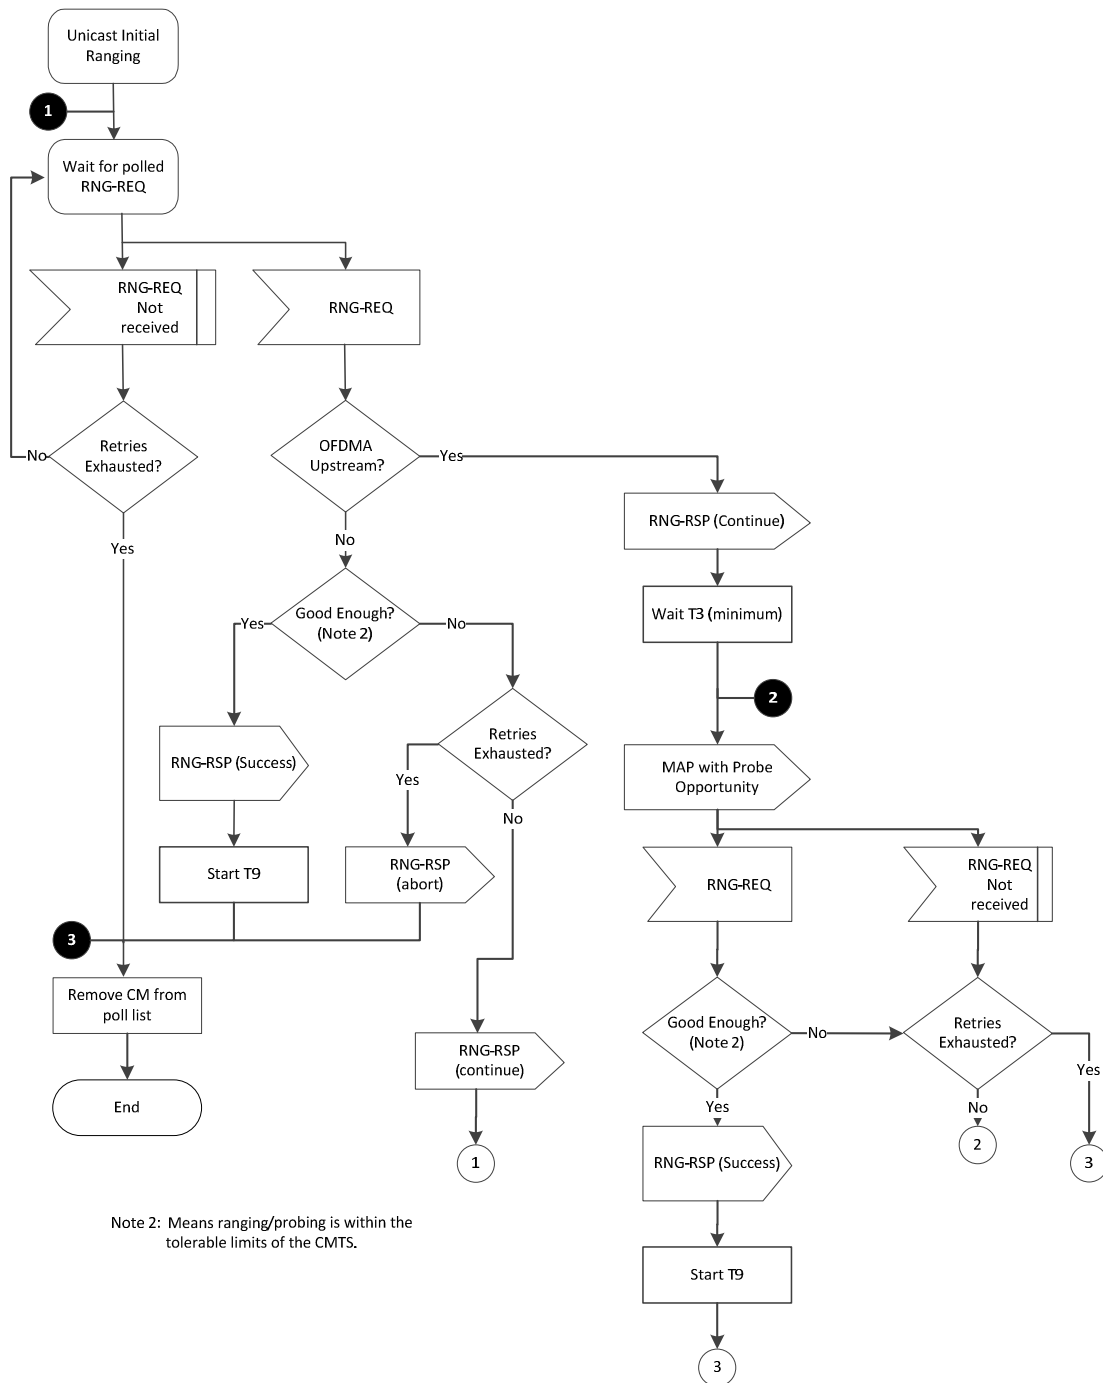 Unicast Initial
Ranging
1
Wait for polled
RNG-REQ
RNG-REQ
Not
received
RNG-REQ
Retries
Exhausted?
No
Yes
OFDMA
Upstream?
Yes
No
RNG-RSP (Continue)
Wait T3 (minimum)
2
Good Enough?
(Note 2)
Yes
No
RNG-RSP (Success)
Start T9
Retries
Exhausted?
Yes
No
RNG-RSP
(abort)
3
Remove CM from
poll list
End
RNG-RSP
(continue)
1
MAP with Probe
Opportunity
RNG-REQ
RNG-REQ
Not
received
Good Enough?
(Note 2)
No
Yes
Retries
Exhausted?
Yes
No
2
3
RNG-RSP (Success)
Start T9
3
Note 2: Means ranging/probing is within the
tolerable limits of the CMTS.